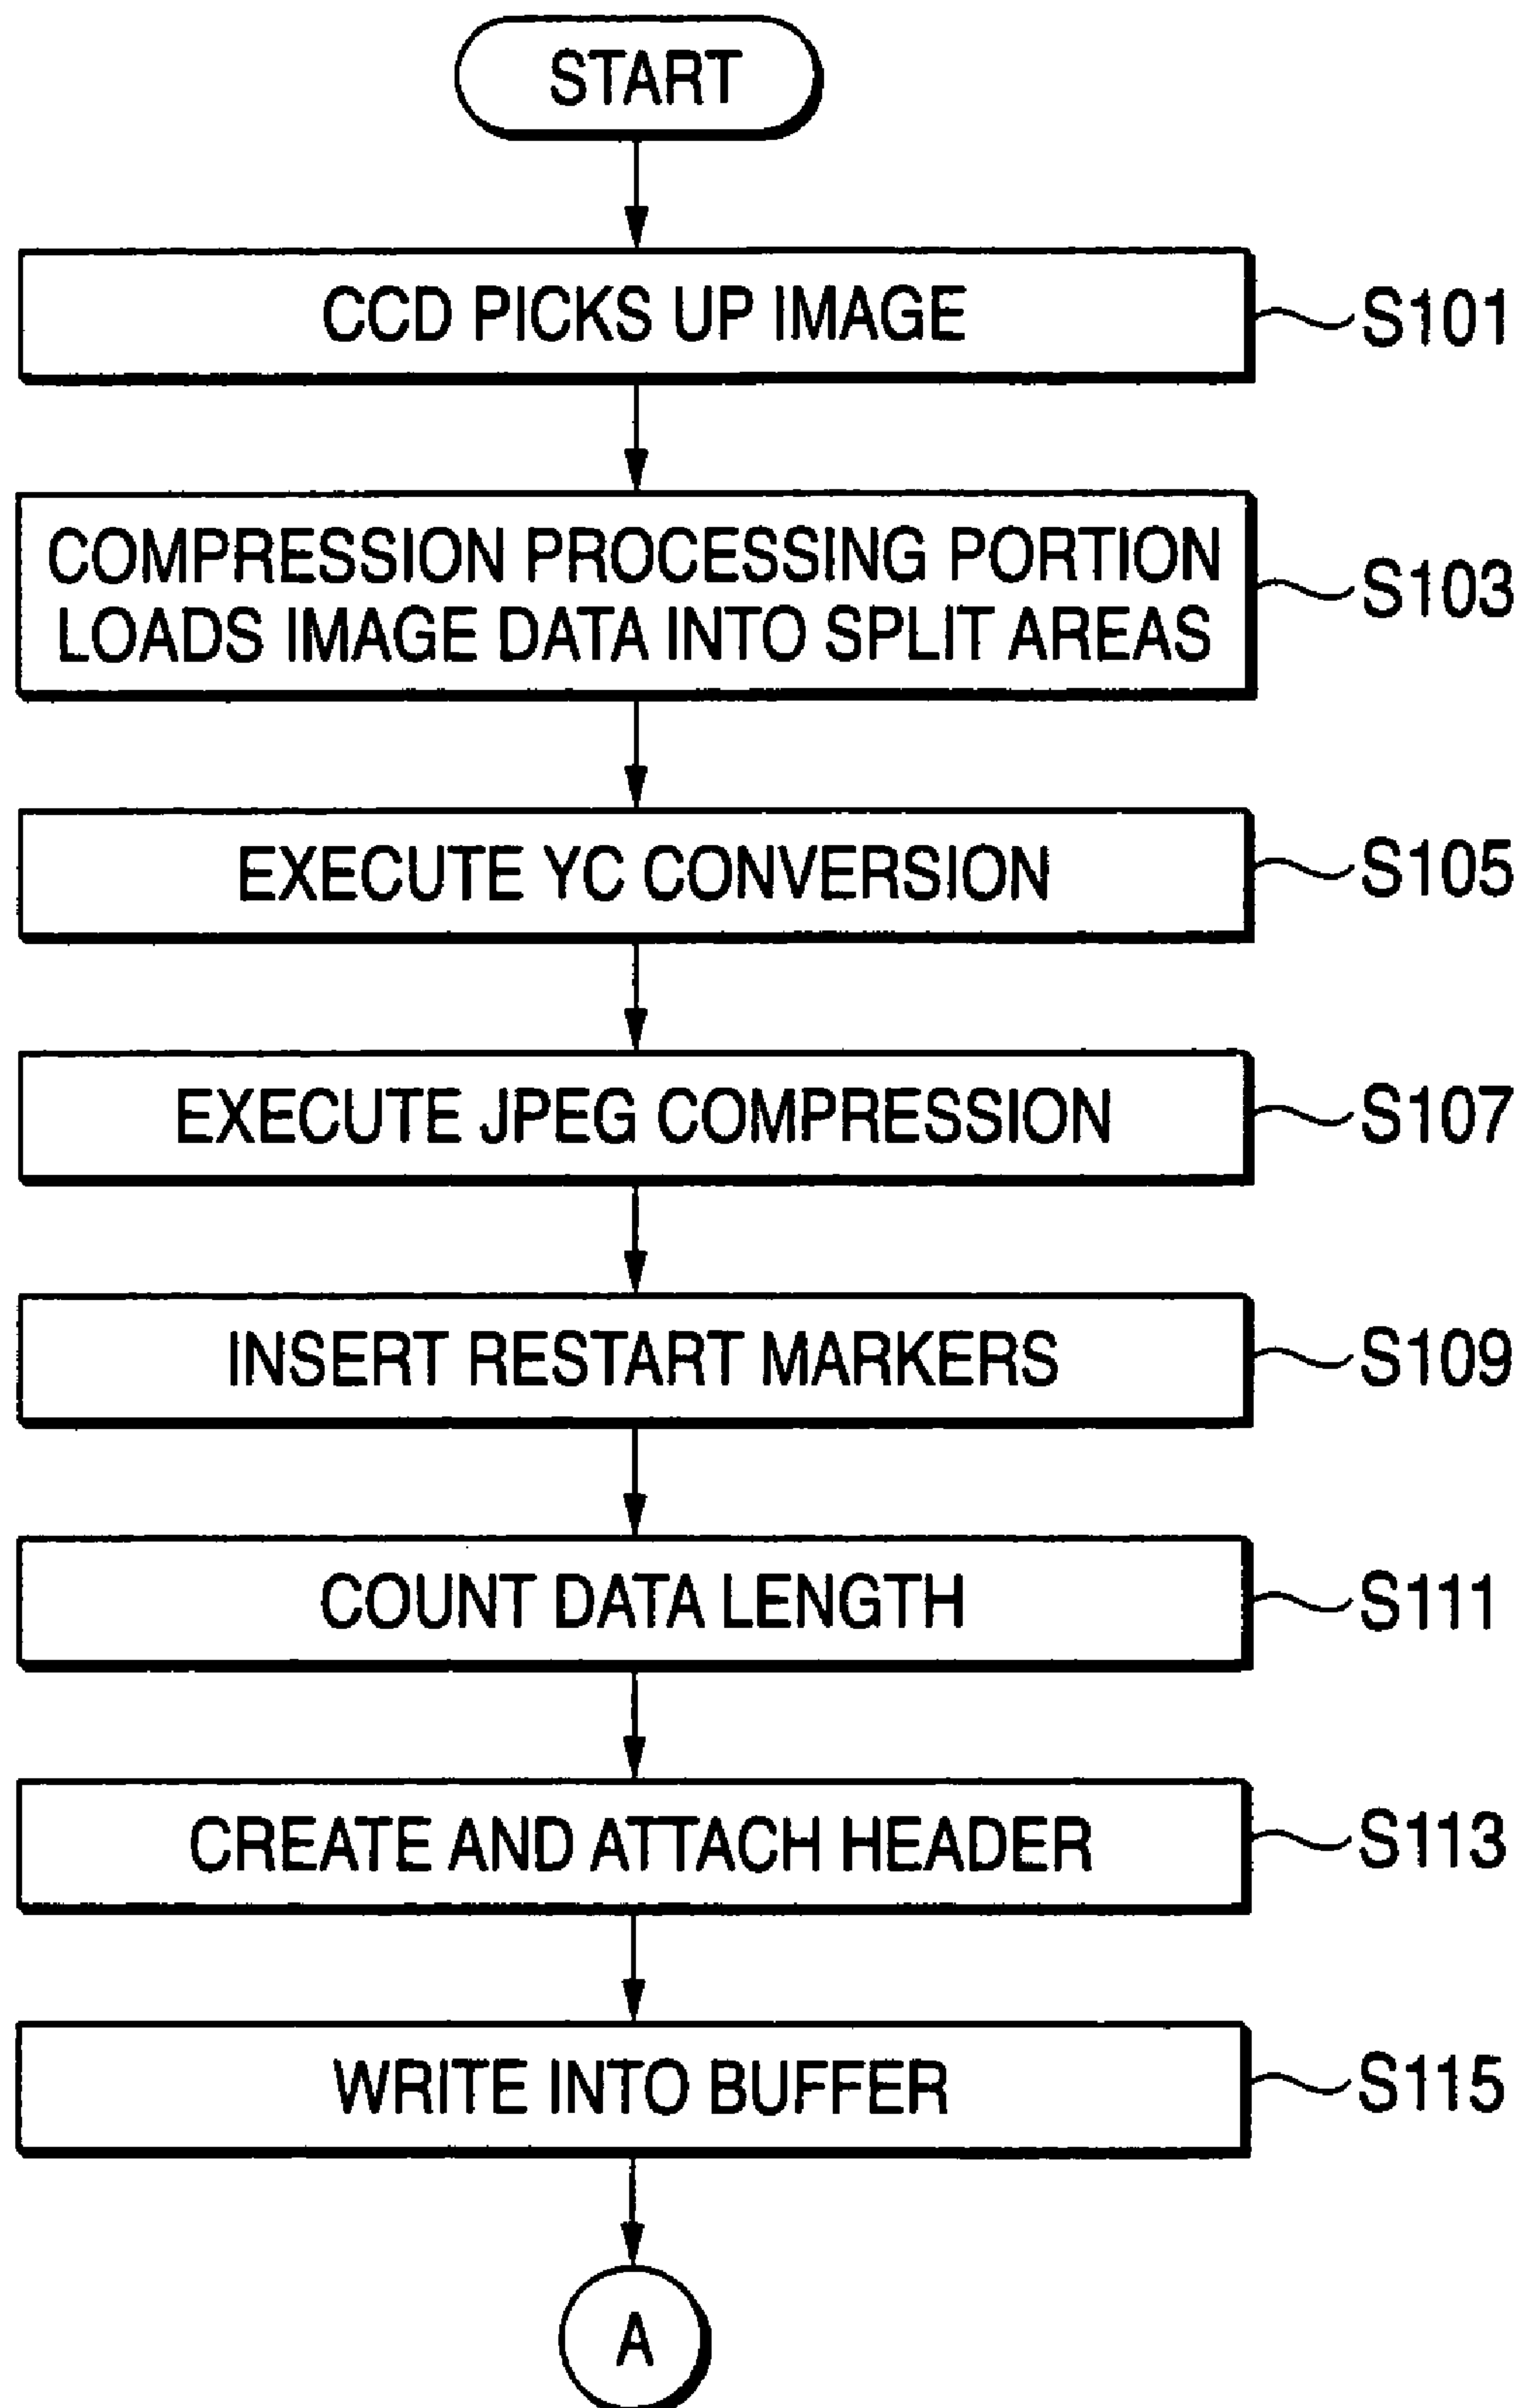 START
CCD PICKS UP IMAGE
S101
COMPRESSION PROCESSING PORTION
LOADS IMAGE DATA INTO SPLIT AREAS
S103
EXECUTE YC CONVERSION
S105
EXECUTE JPEG COMPRESSION
S107
INSERT RESTART MARKERS
S109
COUNT DATA LENGTH
S111
CREATE AND ATTACH HEADER
S113
WRITE INTO BUFFER
S115
A